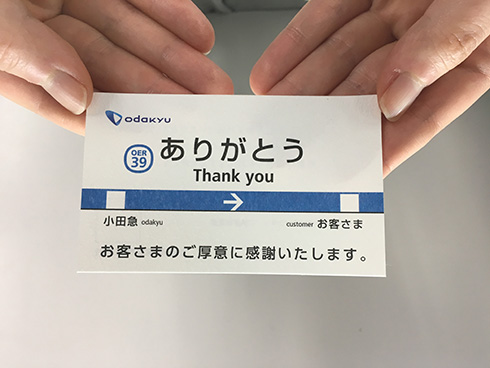 odakyu
OER
39
ありがとう
Thank you
→
小田急 odakyu
customer お客さま
お客さまのご厚意に感謝いたします。